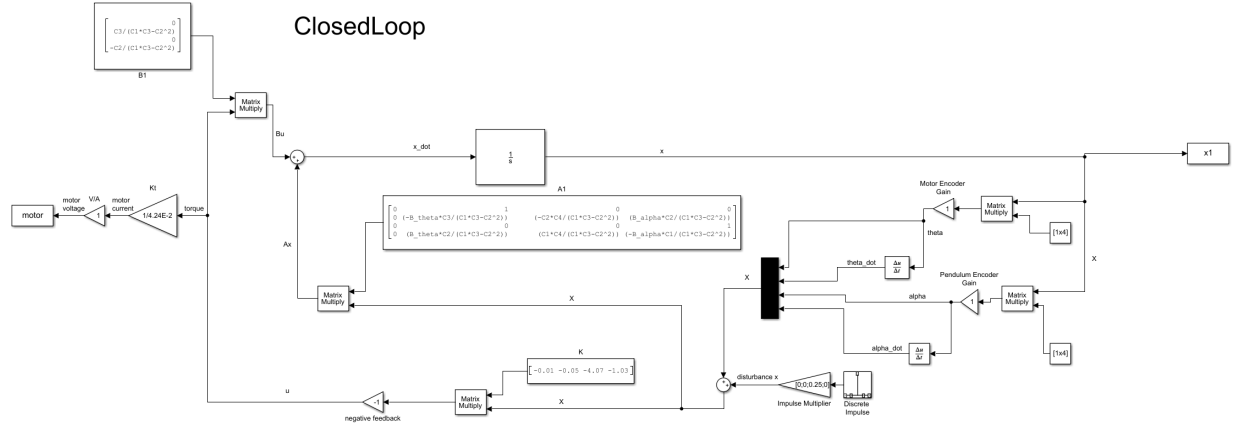 ClosedLoop
0
C3/(C1*C3-C2^2)
0
-C2/(C1*C3-C2^2)
B1
Matrix
Multiply
Bu
x_dot
1
s
x
x1
A1
0 1 0 0
0 (-B_theta*C3/(C1*C3-C2^2)) (-C2*C4/(C1*C3-C2^2)) (B_alpha*C2/(C1*C3-C2^2))
0 0 0 1
0 (B_theta*C2/(C1*C3-C2^2)) (C1*C4/(C1*C3-C2^2)) (-B_alpha*C1/(C1*C3-C2^2))
motor
motor
voltage
V/A
1
motor
current
Kt
1/4.24E-2
torque
Ax
Matrix
Multiply
X
Motor Encoder
Gain
1
Matrix
Multiply
[1x4]
theta
theta_dot
Δu
Δt
X
X
Pendulum Encoder
Gain
alpha
1
Matrix
Multiply
[1x4]
alpha_dot
Δu
Δt
K
-0.01 -0.05 -4.07 -1.03
u
-1
negative feedback
Matrix
Multiply
X
disturbance x
[0;0;0.25;0]
Impulse Multiplier
Discrete
Impulse